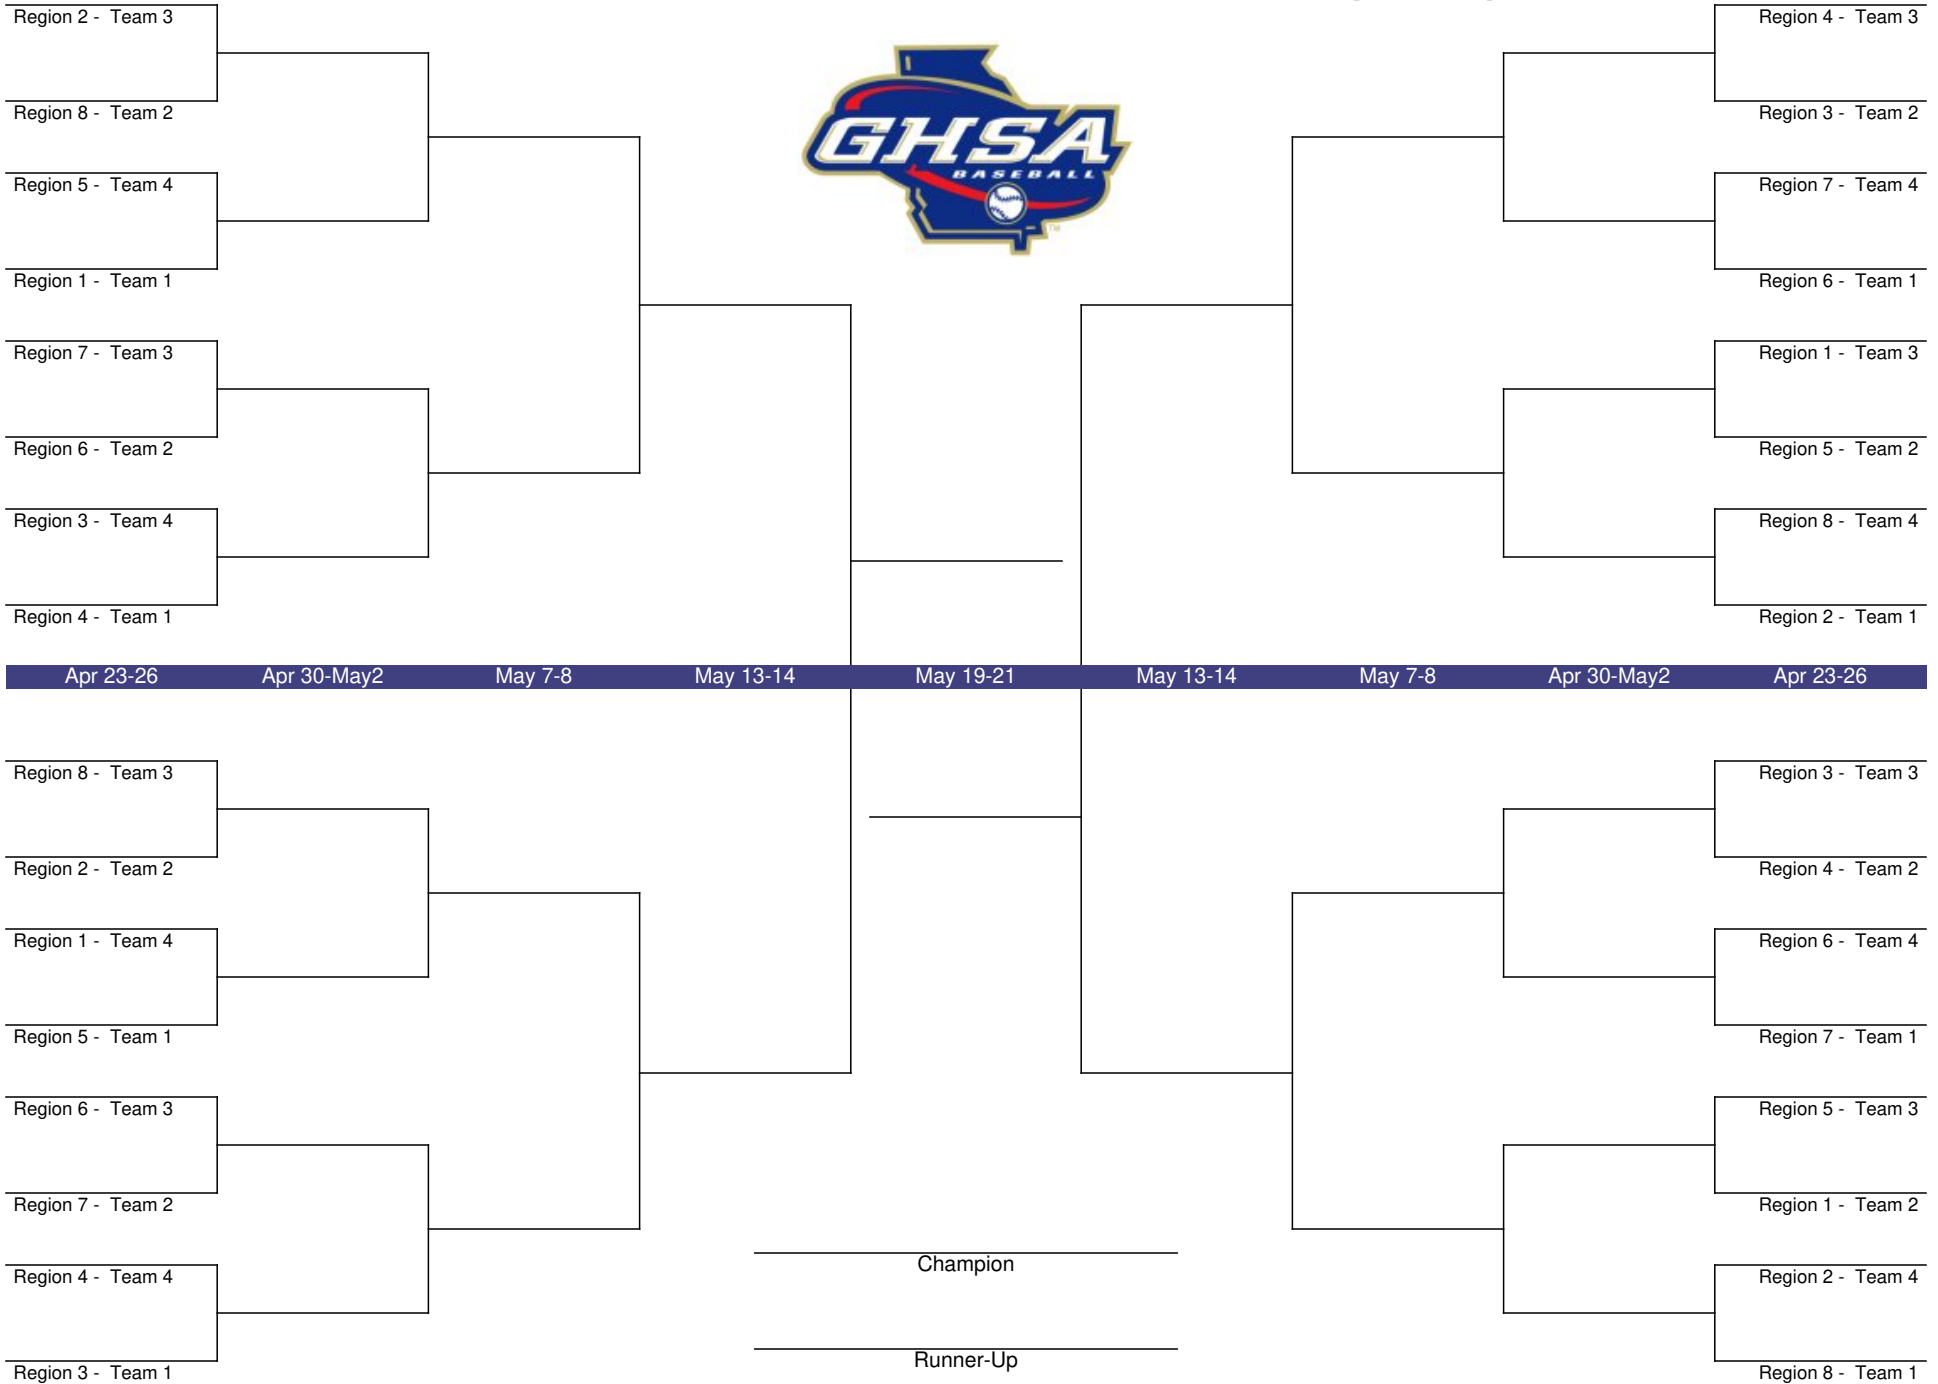 Region 2 - Team 3
Region 4 - Team 3
GHSA
BASEBALL
TM
Region 8 - Team 2
Region 3 - Team 2
Region 5 - Team 4
Region 7 - Team 4
Region 1 - Team 1
Region 6 - Team 1
Region 7 - Team 3
Region 1 - Team 3
Region 6 - Team 2
Region 5 - Team 2
Region 3 - Team 4
Region 8 - Team 4
Region 4 - Team 1
Region 2 - Team 1
Apr 23-26 Apr 30-May2 May 7-8 May 13-14 May 19-21 May 13-14 May 7-8 Apr 30-May2 Apr 23-26
Region 8 - Team 3
Region 3 - Team 3
Region 2 - Team 2
Region 4 - Team 2
Region 1 - Team 4
Region 6 - Team 4
Region 5 - Team 1
Region 7 - Team 1
Region 6 - Team 3
Region 5 - Team 3
Region 7 - Team 2
Region 1 - Team 2
Champion
Region 4 - Team 4
Region 2 - Team 4
Runner-Up
Region 3 - Team 1
Region 8 - Team 1